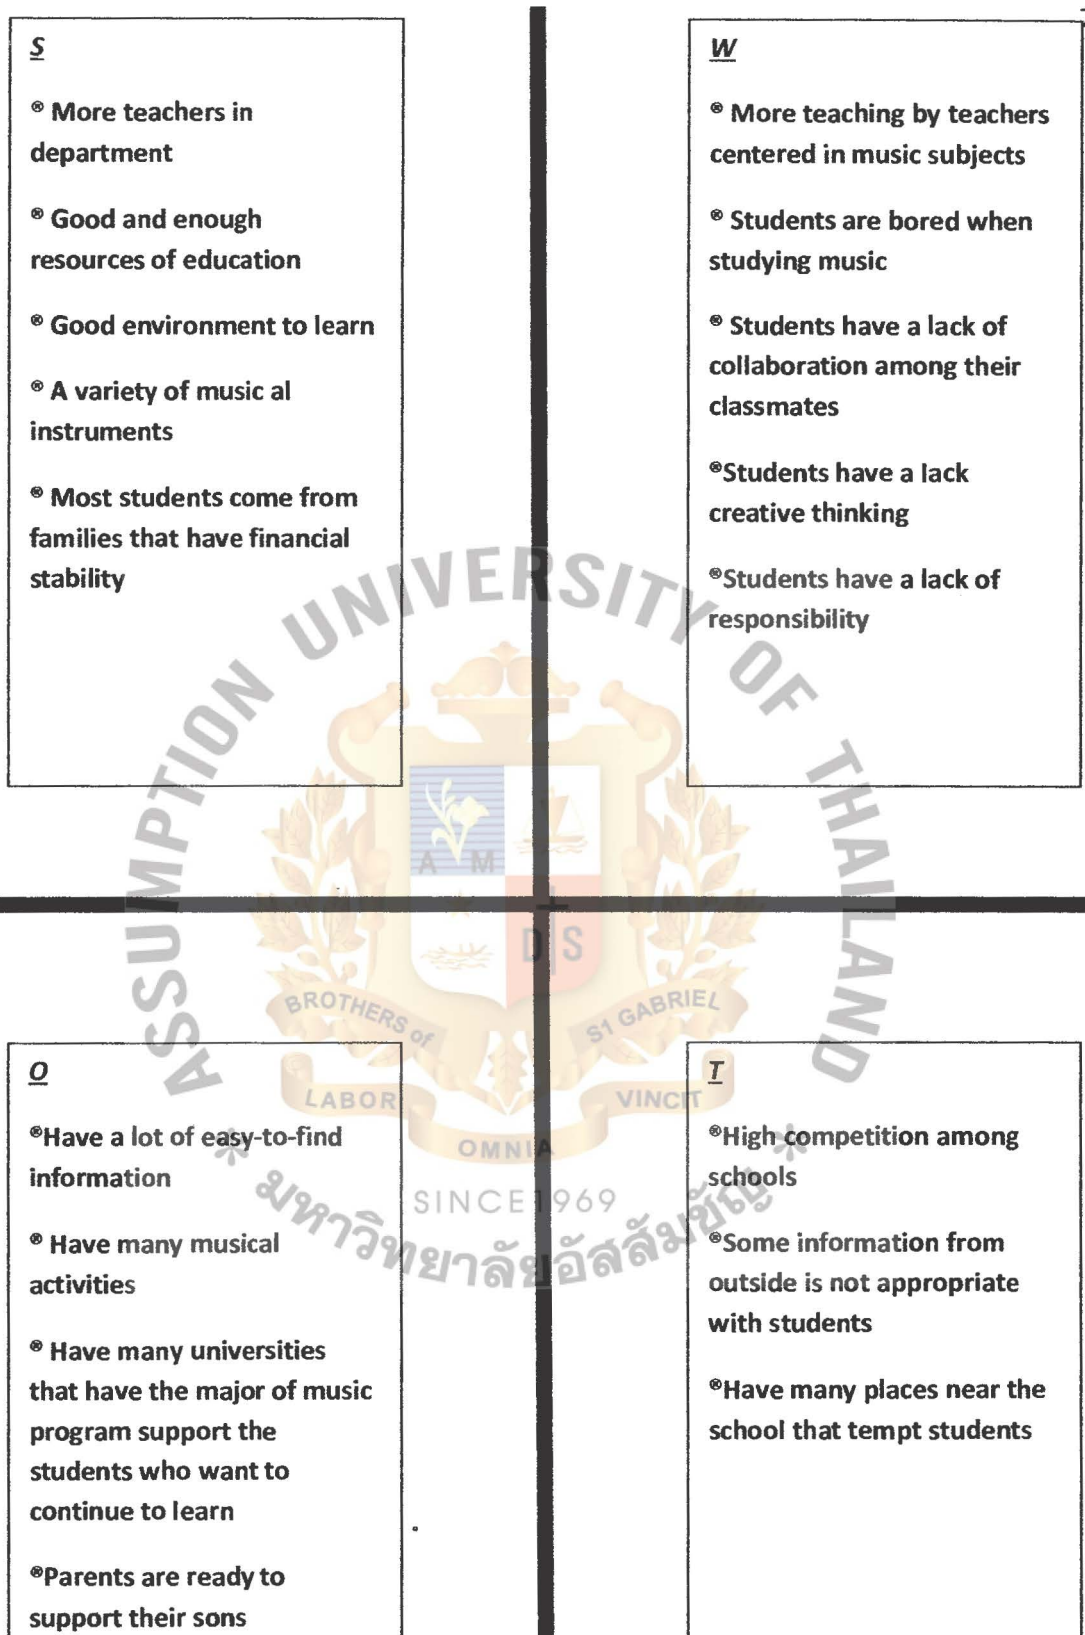 S
® More teachers in
department
® Good and enough
resources of education
® Good environment to learn
® A variety of music al
instruments
® Most students come from
families that have financial
stability
W
® More teaching by teachers
centered in music subjects
® Students are bored when
studying music
® Students have a lack of
collaboration among their
classmates
®Students have a lack
creative thinking
®Students have a lack of
responsibility
O
®Have a lot of easy-to-find
information
® Have many musical
activities
® Have many universities
that have the major of music
program support the
students who want to
continue to learn
®Parents are ready to
support their sons
T
®High competition among
schools
®Some information from
outside is not appropriate
with students
®Have many places near the
school that tempt students
ASSUMPTION UNIVERSITY OF THAILAND
A M
D S
BROTHERS of
S1 GABRIEL
LABOR
OMNIA
VINCIT
SINCE 1969
* มหาวิทยาลัยอัสสัมชัญ *